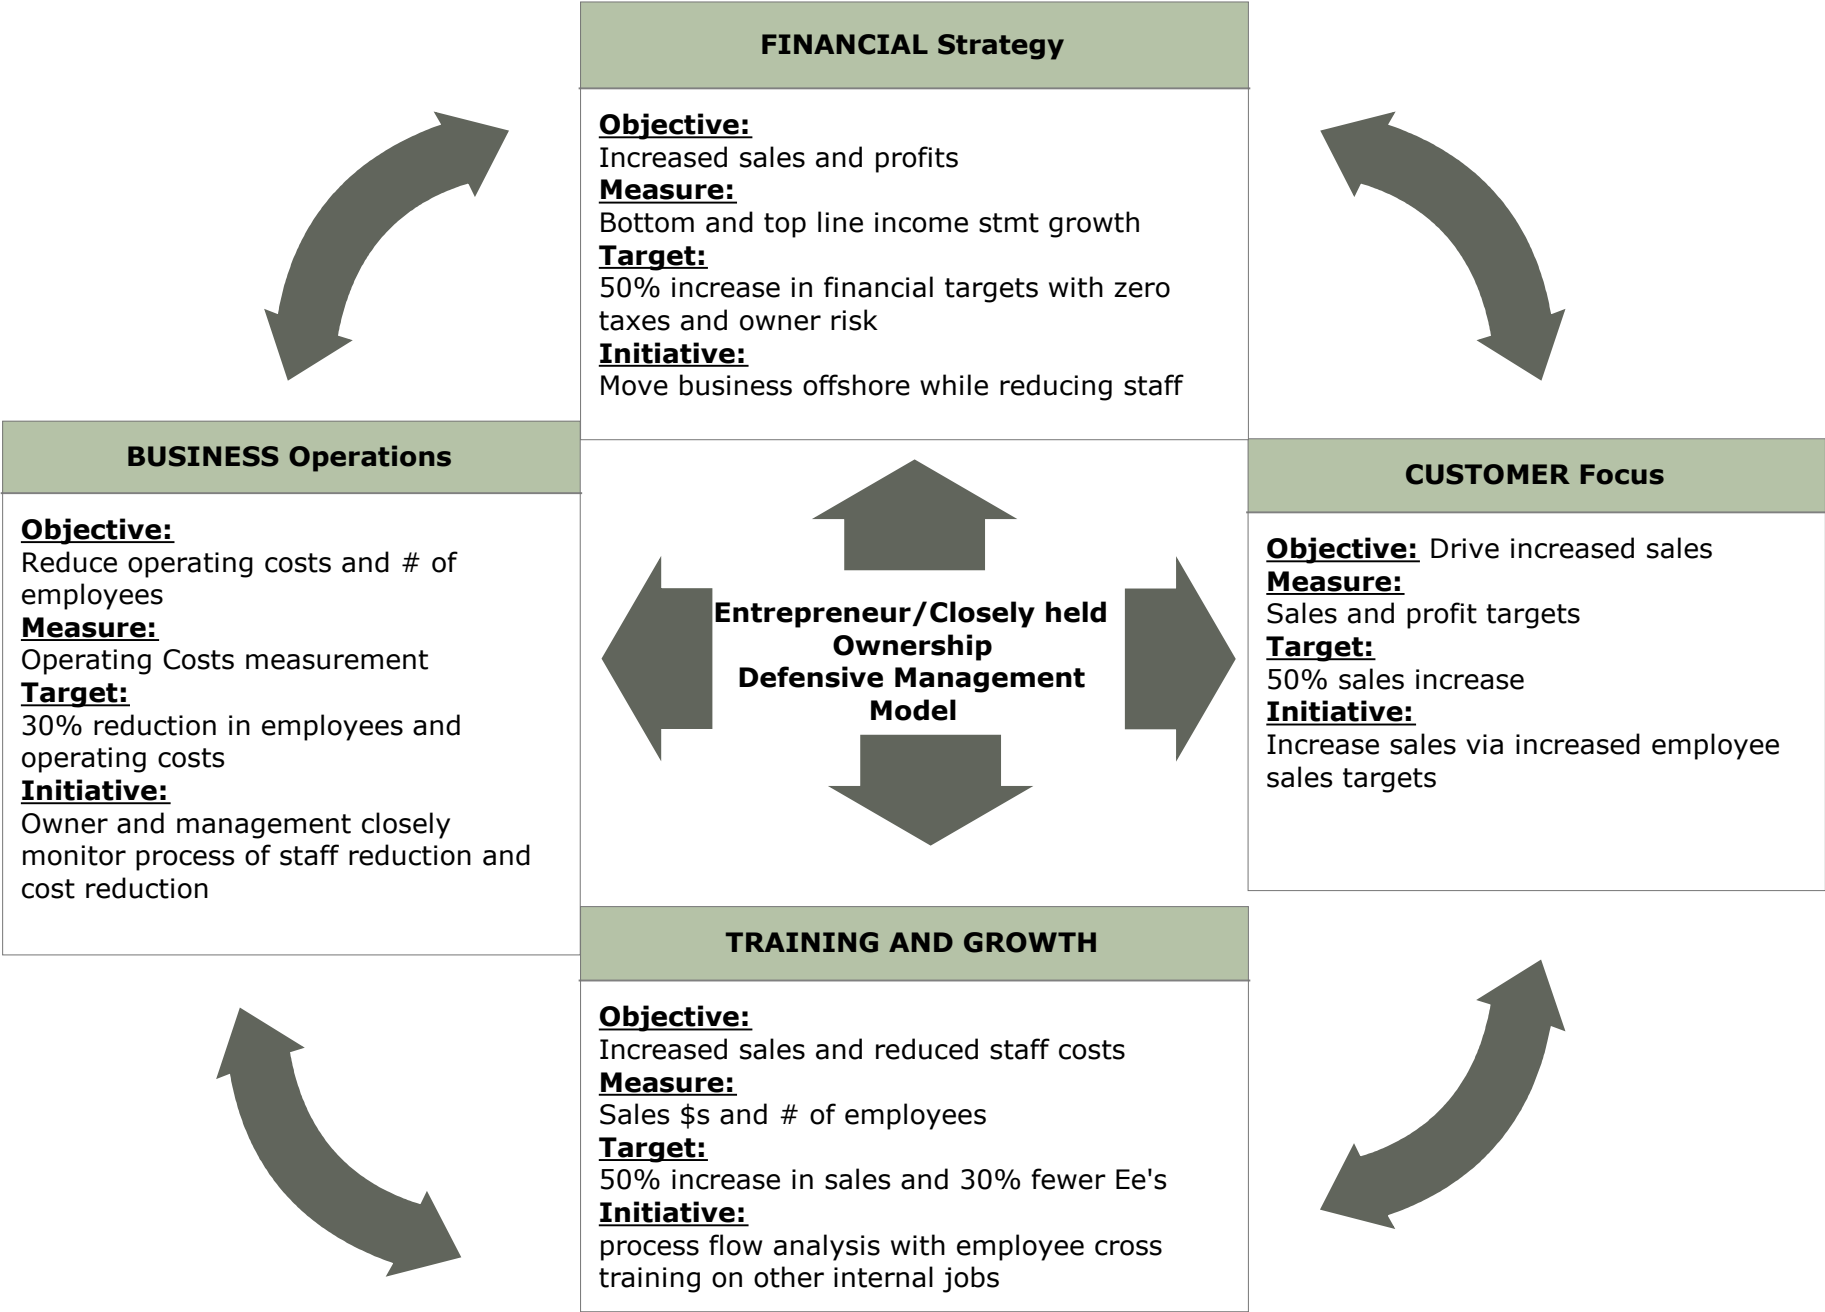 FINANCIAL Strategy
Objective:
Increased sales and profits
Measure:
Bottom and top line income stmt growth
Target:
50% increase in financial targets with zero
taxes and owner risk
Initiative:
Move business offshore while reducing staff
BUSINESS Operations
Objective:
Reduce operating costs and # of
employees
Measure:
Operating Costs measurement
Target:
30% reduction in employees and
operating costs
Initiative:
Owner and management closely
monitor process of staff reduction and
cost reduction
Entrepreneur/Closely held
Ownership
Defensive Management
Model
CUSTOMER Focus
Objective: Drive increased sales
Measure:
Sales and profit targets
Target:
50% sales increase
Initiative:
Increase sales via increased employee
sales targets
TRAINING AND GROWTH
Objective:
Increased sales and reduced staff costs
Measure:
Sales $s and # of employees
Target:
50% increase in sales and 30% fewer Ee's
Initiative:
process flow analysis with employee cross
training on other internal jobs